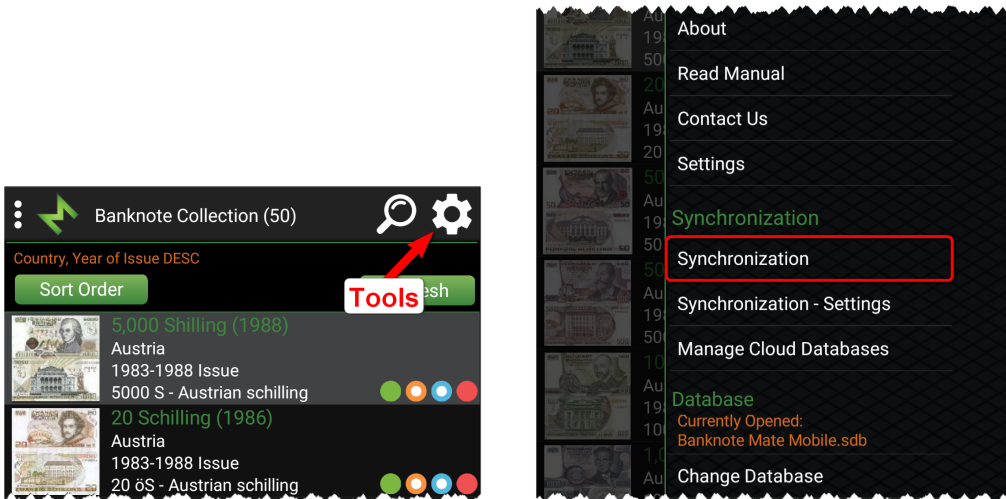 Banknote Collection (50)
Country, Year of Issue DESC
Sort Order
esh
Tools
5,000 Shilling (1988)
Austria
1983-1988 Issue
5000 S - Austrian schilling
20 Schilling (1986)
Austria
1983-1988 Issue
20 öS - Austrian schilling
About
Read Manual
Contact Us
Settings
Synchronization
Synchronization
Synchronization - Settings
Manage Cloud Databases
Database
Currently Opened:
Banknote Mate Mobile.sdb
Change Database